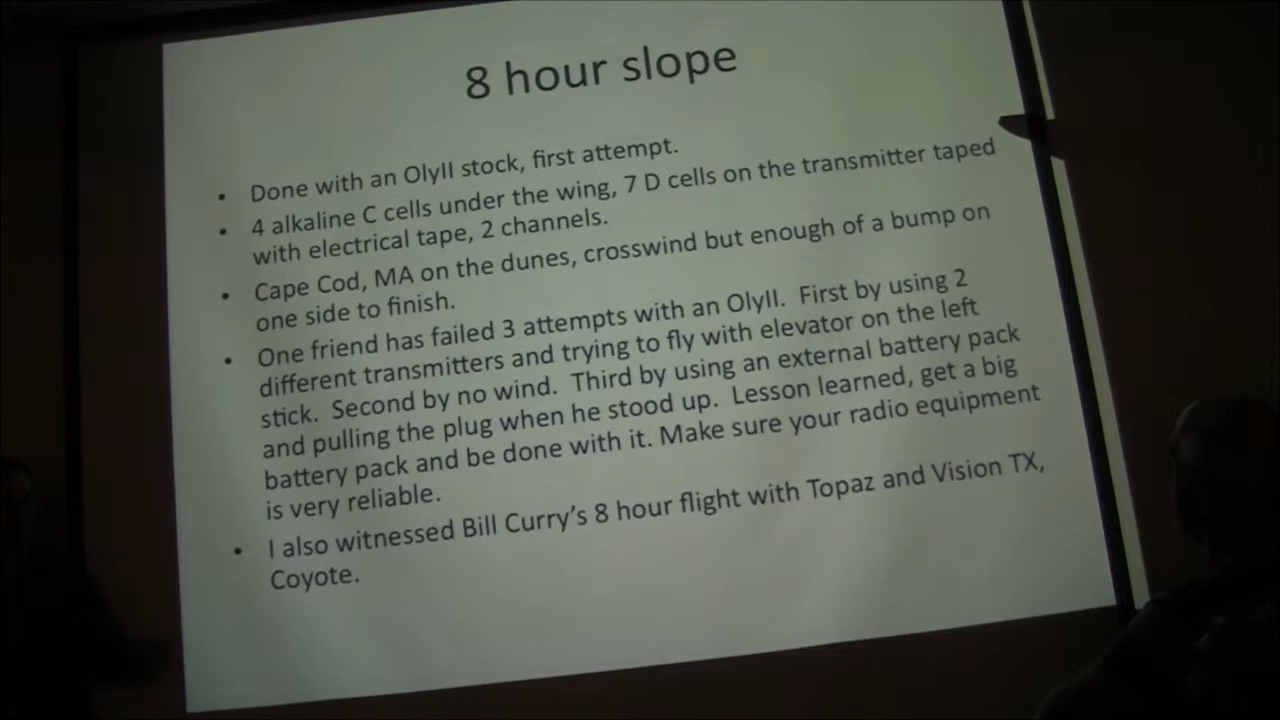 8 hour slope
• Done with an OlyII stock, first attempt.
• 4 alkaline C cells under the wing, 7 D cells on the transmitter taped
with electrical tape, 2 channels.
• Cape Cod, MA on the dunes, crosswind but enough of a bump on
one side to finish.
• One friend has failed 3 attempts with an OlyII.  First by using 2
different transmitters and trying to fly with elevator on the left
stick.  Second by no wind.  Third by using an external battery pack
and pulling the plug when he stood up.  Lesson learned, get a big
battery pack and be done with it. Make sure your radio equipment
is very reliable.
• I also witnessed Bill Curry’s 8 hour flight with Topaz and Vision TX,
Coyote.